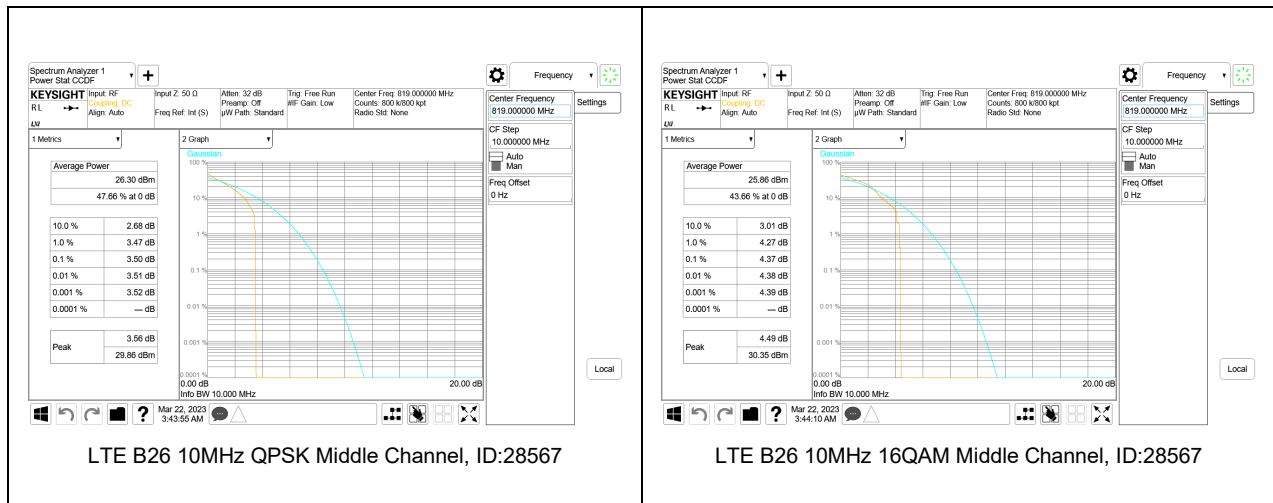 Spectrum Analyzer 1
Power Stat CCDF
Frequency
KEYSIGHT
RL
Input: RF
Coupling: DC
Align: Auto
Input Z: 50 Ω
Freq Ref: Int (S)
Atten: 32 dB
Preamp: Off
µW Path: Standard
Trig: Free Run
#IF Gain: Low
Center Freq: 819.000000 MHz
Counts: 800 k/800 kpt
Radio Std: None
Center Frequency
819.000000 MHz
Settings
CF Step
10.000000 MHz
Auto
Man
Freq Offset
0 Hz
1 Metrics
2 Graph
Average Power
26.30 dBm
47.66 % at 0 dB
10.0 % 2.68 dB
1.0 % 3.47 dB
0.1 % 3.50 dB
0.01 % 3.51 dB
0.001 % 3.52 dB
0.0001 % --- dB
Peak
3.56 dB
29.86 dBm
Gaussian
100 %
10 %
1 %
0.1 %
0.01 %
0.001 %
0.0001 %
0.00 dB 20.00 dB
Info BW 10.000 MHz
Local
Mar 22, 2023
3:43:55 AM
LTE B26 10MHz QPSK Middle Channel, ID:28567
Spectrum Analyzer 1
Power Stat CCDF
Frequency
KEYSIGHT
RL
Input: RF
Coupling: DC
Align: Auto
Input Z: 50 Ω
Freq Ref: Int (S)
Atten: 32 dB
Preamp: Off
µW Path: Standard
Trig: Free Run
#IF Gain: Low
Center Freq: 819.000000 MHz
Counts: 800 k/800 kpt
Radio Std: None
Center Frequency
819.000000 MHz
Settings
CF Step
10.000000 MHz
Auto
Man
Freq Offset
0 Hz
1 Metrics
2 Graph
Average Power
25.86 dBm
43.66 % at 0 dB
10.0 % 3.01 dB
1.0 % 4.27 dB
0.1 % 4.37 dB
0.01 % 4.38 dB
0.001 % 4.39 dB
0.0001 % --- dB
Peak
4.49 dB
30.35 dBm
Gaussian
100 %
10 %
1 %
0.1 %
0.01 %
0.001 %
0.0001 %
0.00 dB 20.00 dB
Info BW 10.000 MHz
Local
Mar 22, 2023
3:44:10 AM
LTE B26 10MHz 16QAM Middle Channel, ID:28567